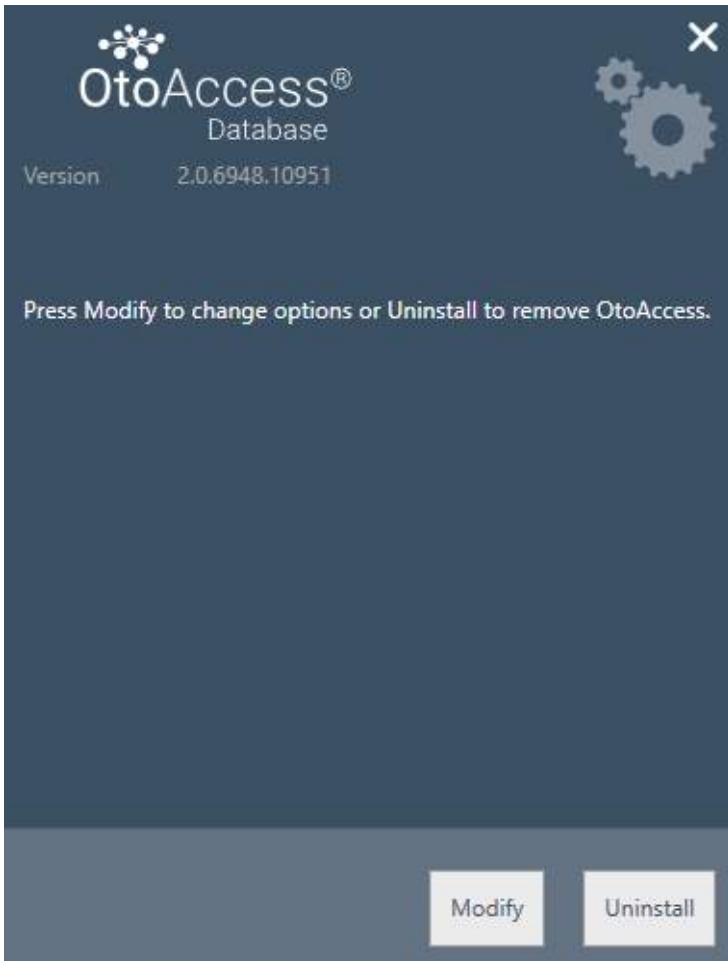 OtoAccess®
Database
Version 2.0.6948.10951
Press Modify to change options or Uninstall to remove OtoAccess.
Modify Uninstall